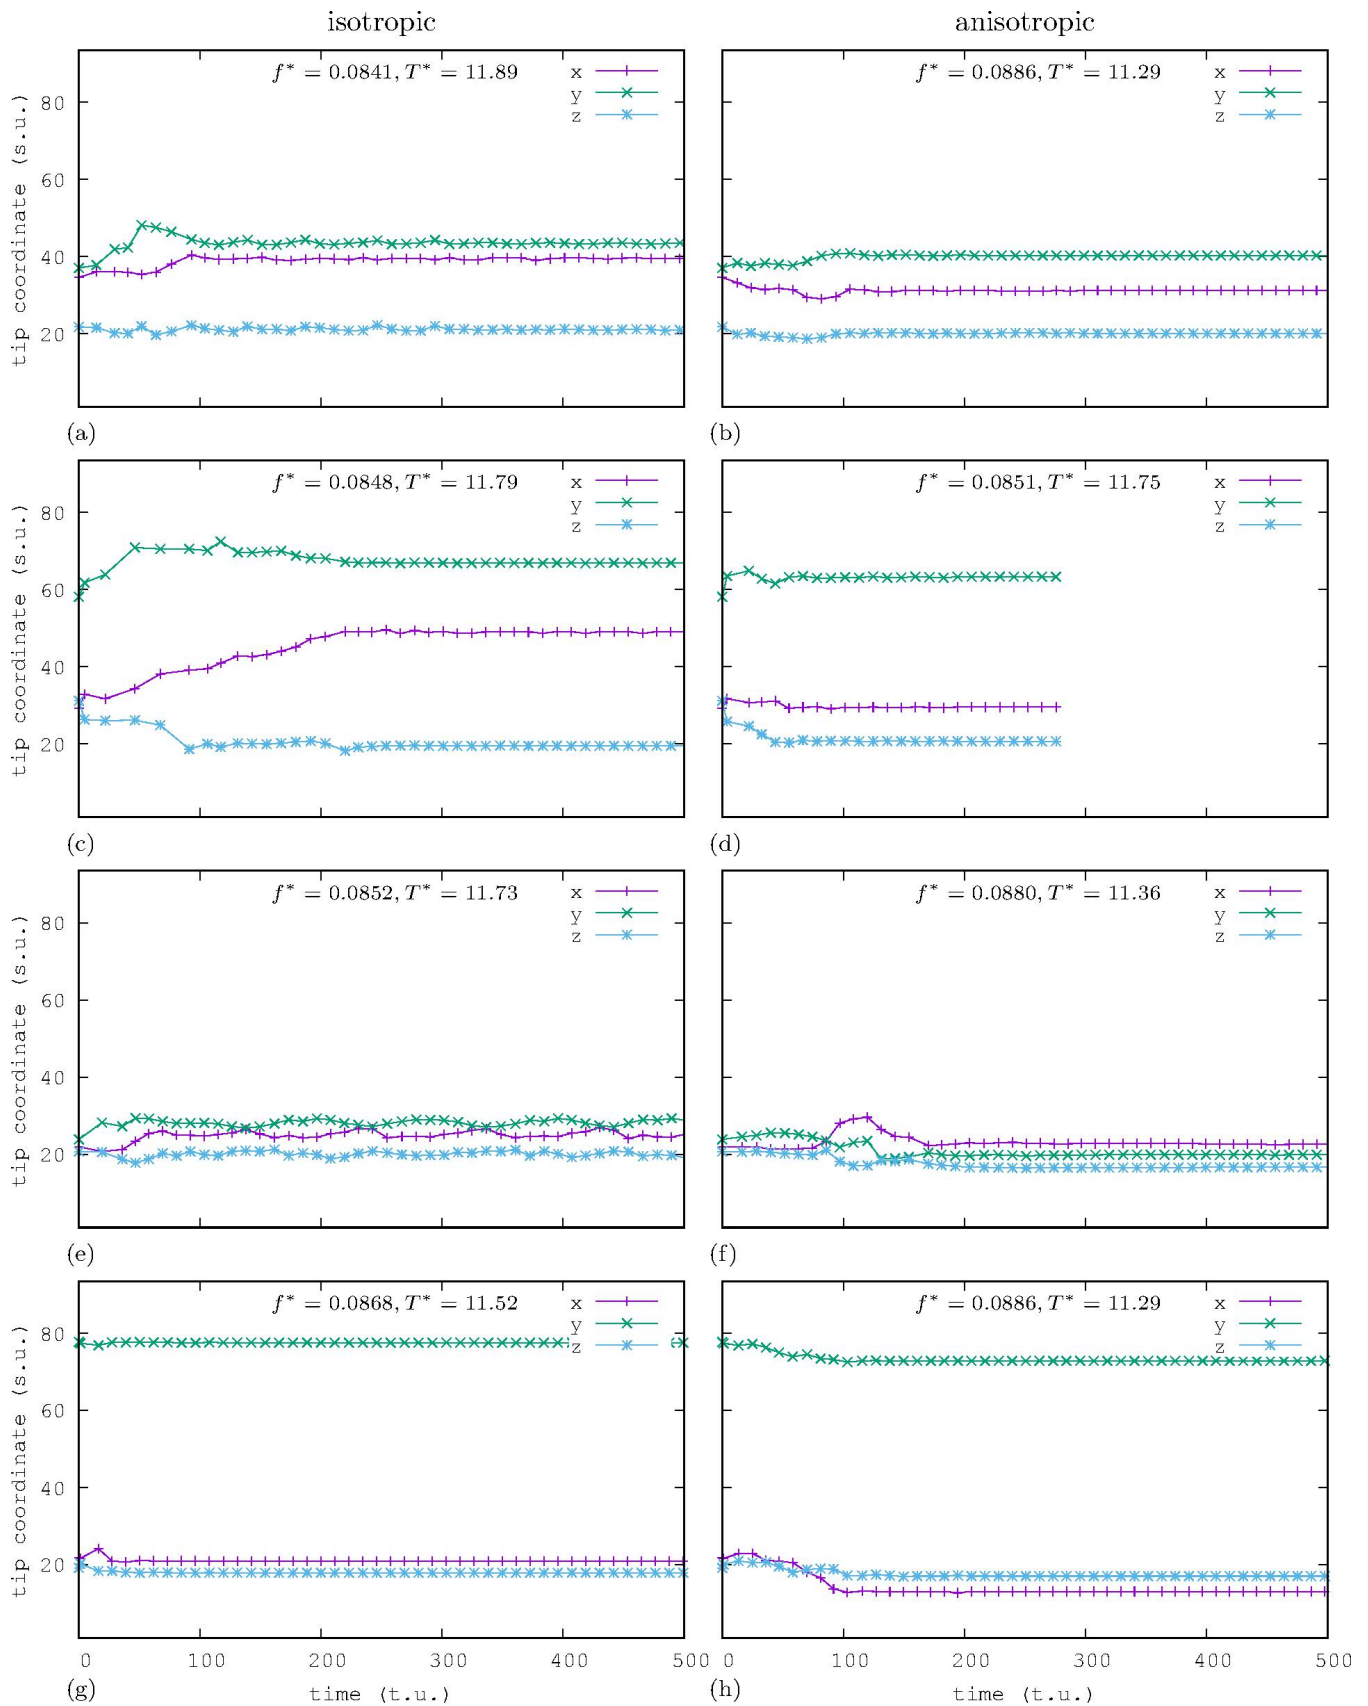 isotropic anisotropic
f* = 0.0841, T* = 11.89 x
y
z
80
60
40
20
tip coordinate (s.u.)
(a)
f* = 0.0886, T* = 11.29 x
y
z
(b)
f* = 0.0848, T* = 11.79 x
y
z
80
60
40
20
tip coordinate (s.u.)
(c)
f* = 0.0851, T* = 11.75 x
y
z
(d)
f* = 0.0852, T* = 11.73 x
y
z
80
60
40
20
tip coordinate (s.u.)
(e)
f* = 0.0880, T* = 11.36 x
y
z
(f)
f* = 0.0868, T* = 11.52 x
y
z
80
60
40
20
tip coordinate (s.u.)
0 100 200 300 400 500
time (t.u.)
(g)
f* = 0.0886, T* = 11.29 x
y
z
0 100 200 300 400 500
time (t.u.)
(h)